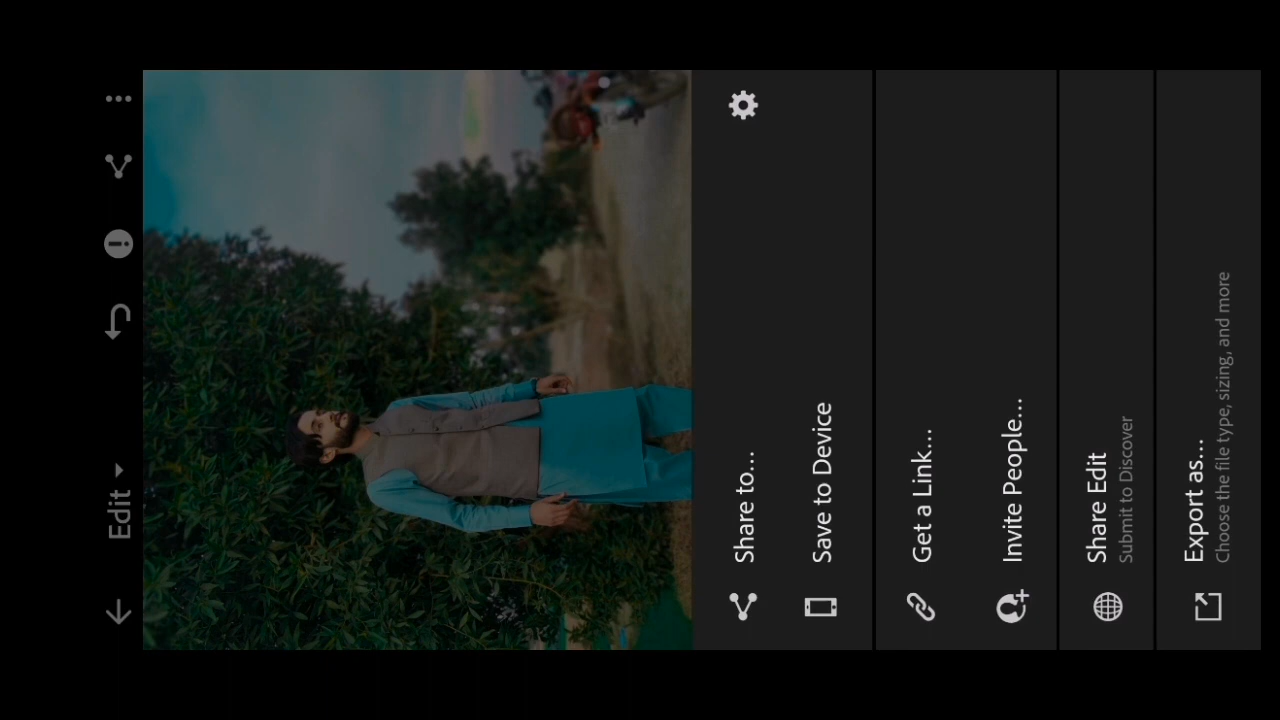 Edit
Share to...
Save to Device
Get a Link...
Invite People...
Share Edit
Submit to Discover
Export as...
Choose the file type, sizing, and more